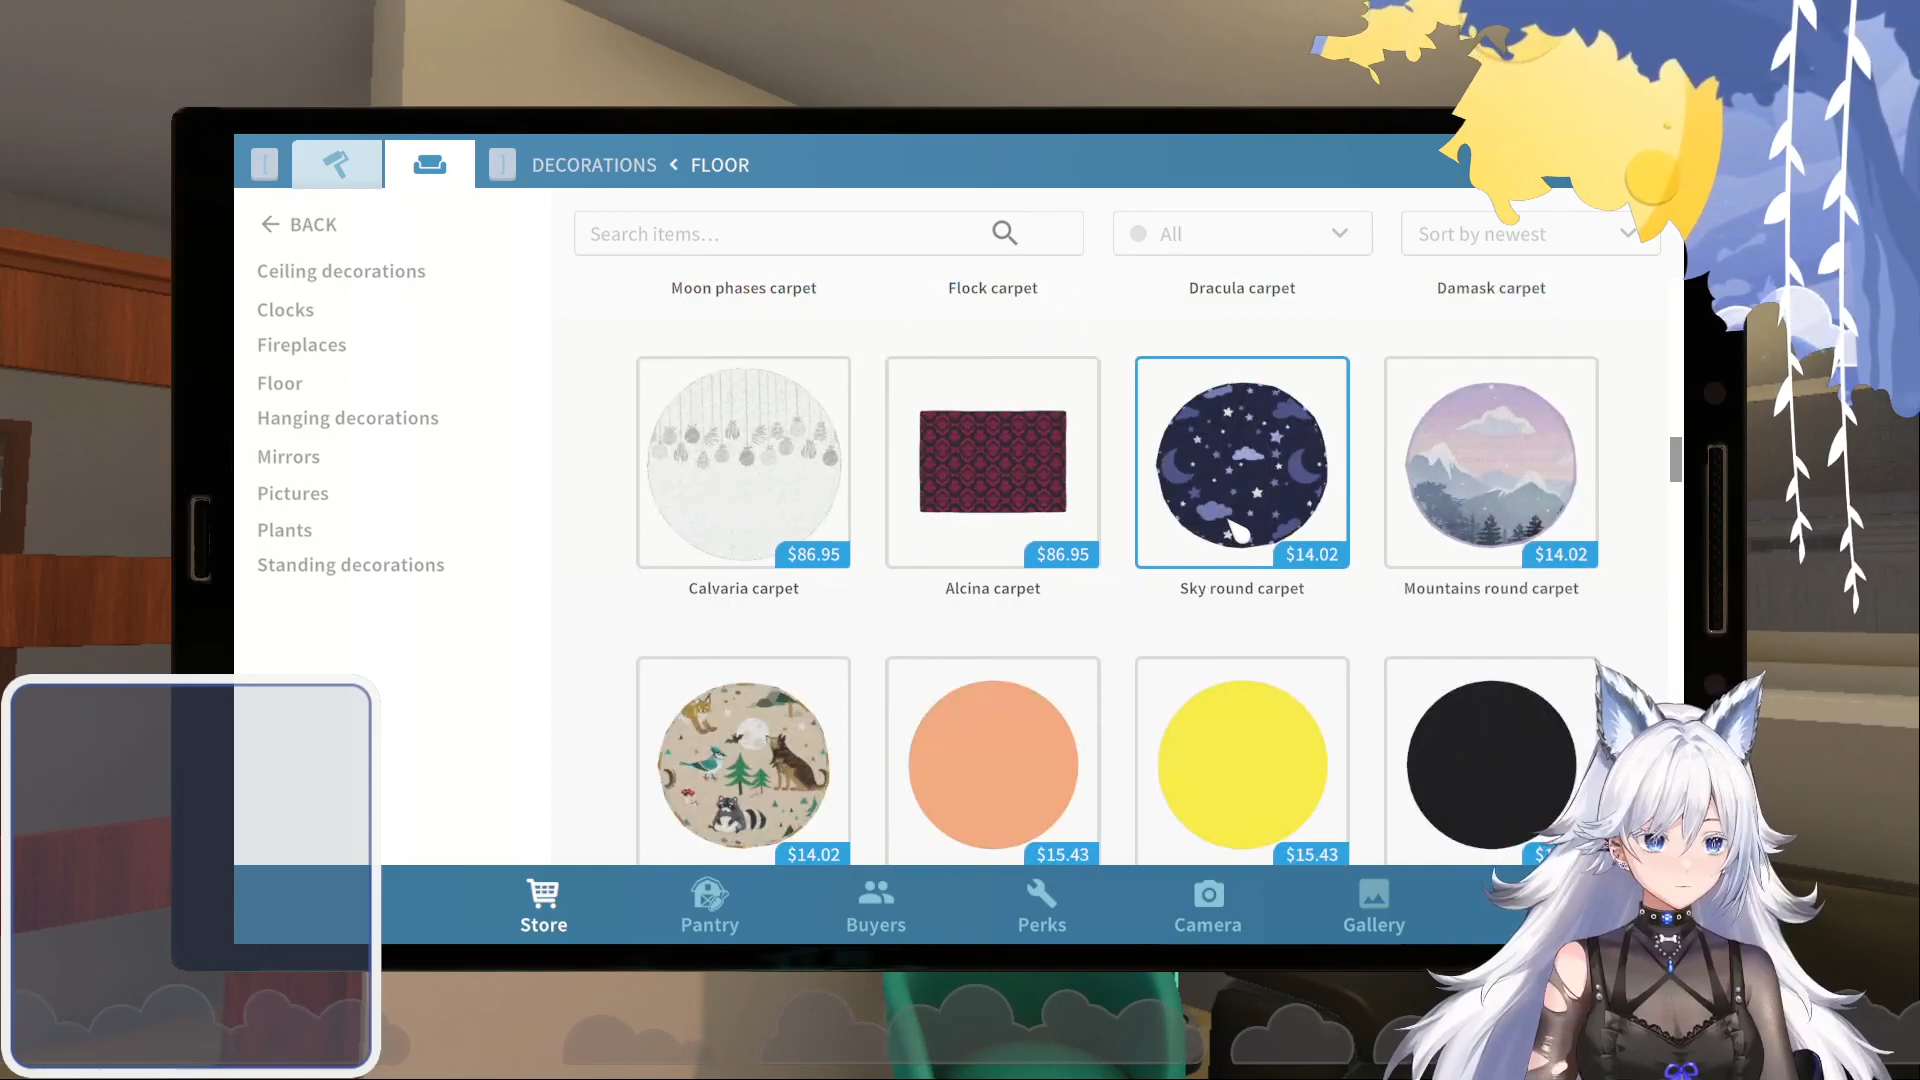 [
]
DECORATIONS < FLOOR
BACK
Search items...
All
Sort by newest
Ceiling decorations
Clocks
Fireplaces
Floor
Hanging decorations
Mirrors
Pictures
Plants
Standing decorations
Moon phases carpet
Flock carpet
Dracula carpet
Damask carpet
$86.95
$86.95
$14.02
$14.02
Calvaria carpet
Alcina carpet
Sky round carpet
Mountains round carpet
$14.02
$15.43
$15.43
Store
Pantry
Buyers
Perks
Camera
Gallery